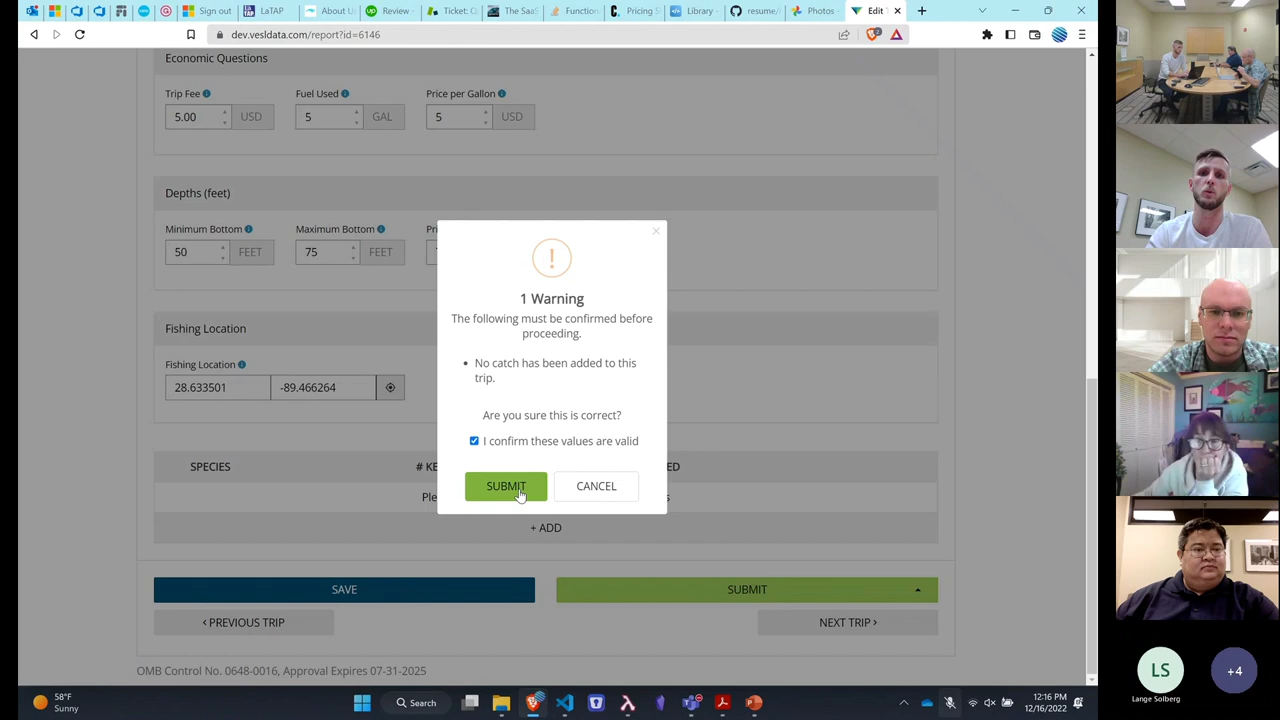 Sign out
LaTAP
About U
Review
Ticket: C
The SaaS
Function
Pricing S
Library -
resume/
Photos -
Edit T
dev.vesldata.com/report?id=6146
2
Economic Questions
Trip Fee
Fuel Used
Price per Gallon
5.00 USD
5 GAL
5 USD
Depths (feet)
Minimum Bottom
Maximum Bottom
Pri
50 FEET
75 FEET
Fishing Location
Fishing Location
28.633501
-89.466264
SPECIES
# KE
ED
Ple
s
+ ADD
!
1 Warning
The following must be confirmed before
proceeding.
• No catch has been added to this
trip.
Are you sure this is correct?
I confirm these values are valid
SUBMIT
CANCEL
SAVE
SUBMIT
‹ PREVIOUS TRIP
NEXT TRIP ›
OMB Control No. 0648-0016, Approval Expires 07-31-2025
LS
+4
Lange Solberg
58°F
Sunny
Search
12:16 PM
12/16/2022